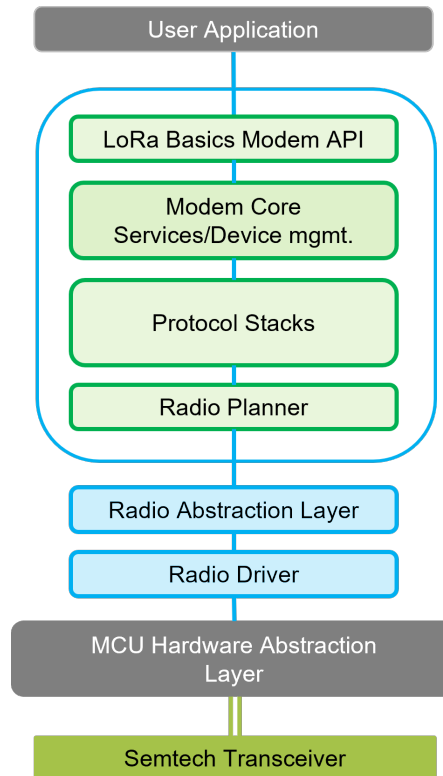 User Application
LoRa Basics Modem API
Modem Core
Services/Device mgmt.
Protocol Stacks
Radio Planner
Radio Abstraction Layer
Radio Driver
MCU Hardware Abstraction
Layer
Semtech Transceiver